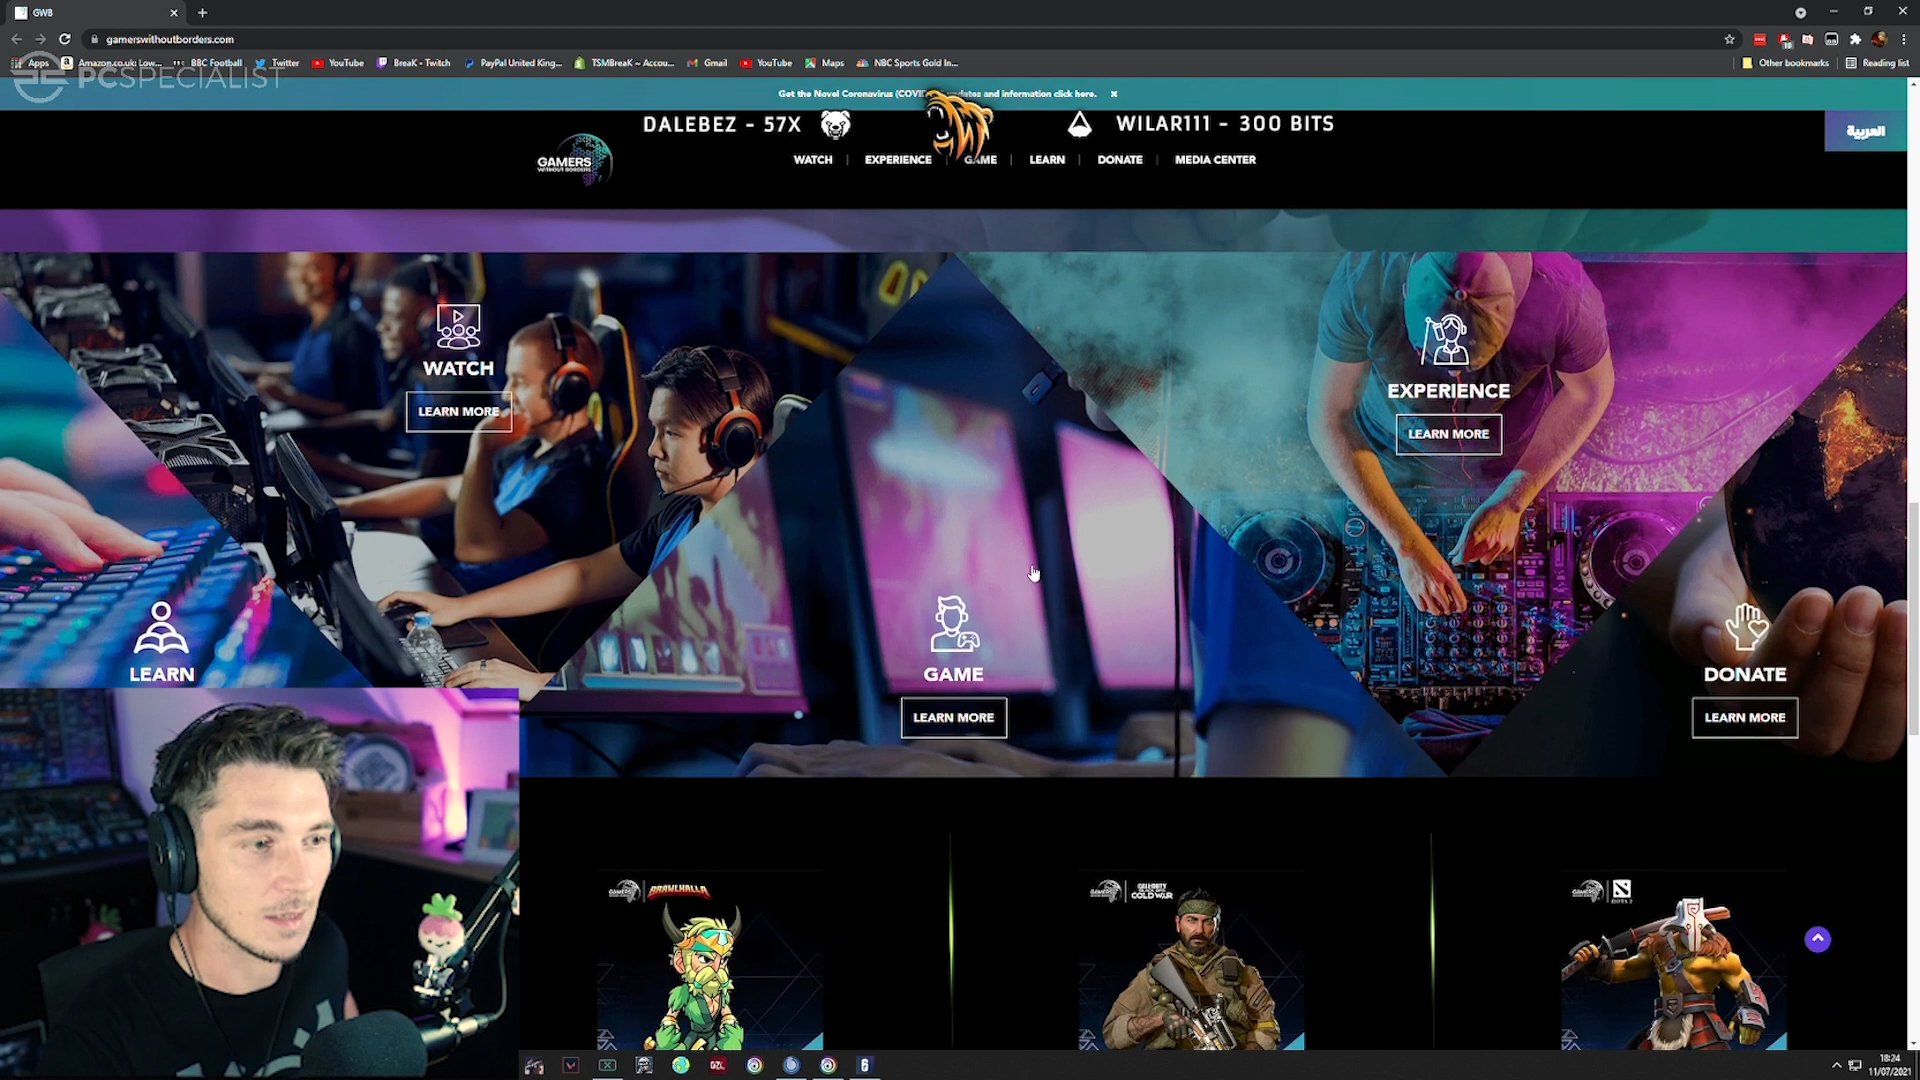 GWB
gamerswithoutborders.com
Apps
Amazon.co.uk: Low...
BBC Football
Twitter
YouTube
BreaK - Twitch
PayPal United King...
TSMBreaK ~ Accou...
Gmail
YouTube
Maps
NBC Sports Gold In...
Other bookmarks
Reading list
PCSPECIALIST
Get the Novel Coronavirus (COVI updates and information click here.
DALEBEZ - 57X
WILAR111 - 300 BITS
العربية
GAMERS
WITHOUT BORDERS
WATCH
EXPERIENCE
GAME
LEARN
DONATE
MEDIA CENTER
WATCH
LEARN MORE
EXPERIENCE
LEARN MORE
LEARN
GAME
LEARN MORE
DONATE
LEARN MORE
GAMERS
BRAWLHALLA
GAMERS
CALL OF DUTY
COLD WAR
GAMERS
DOTA 2
18:24
11/07/2021